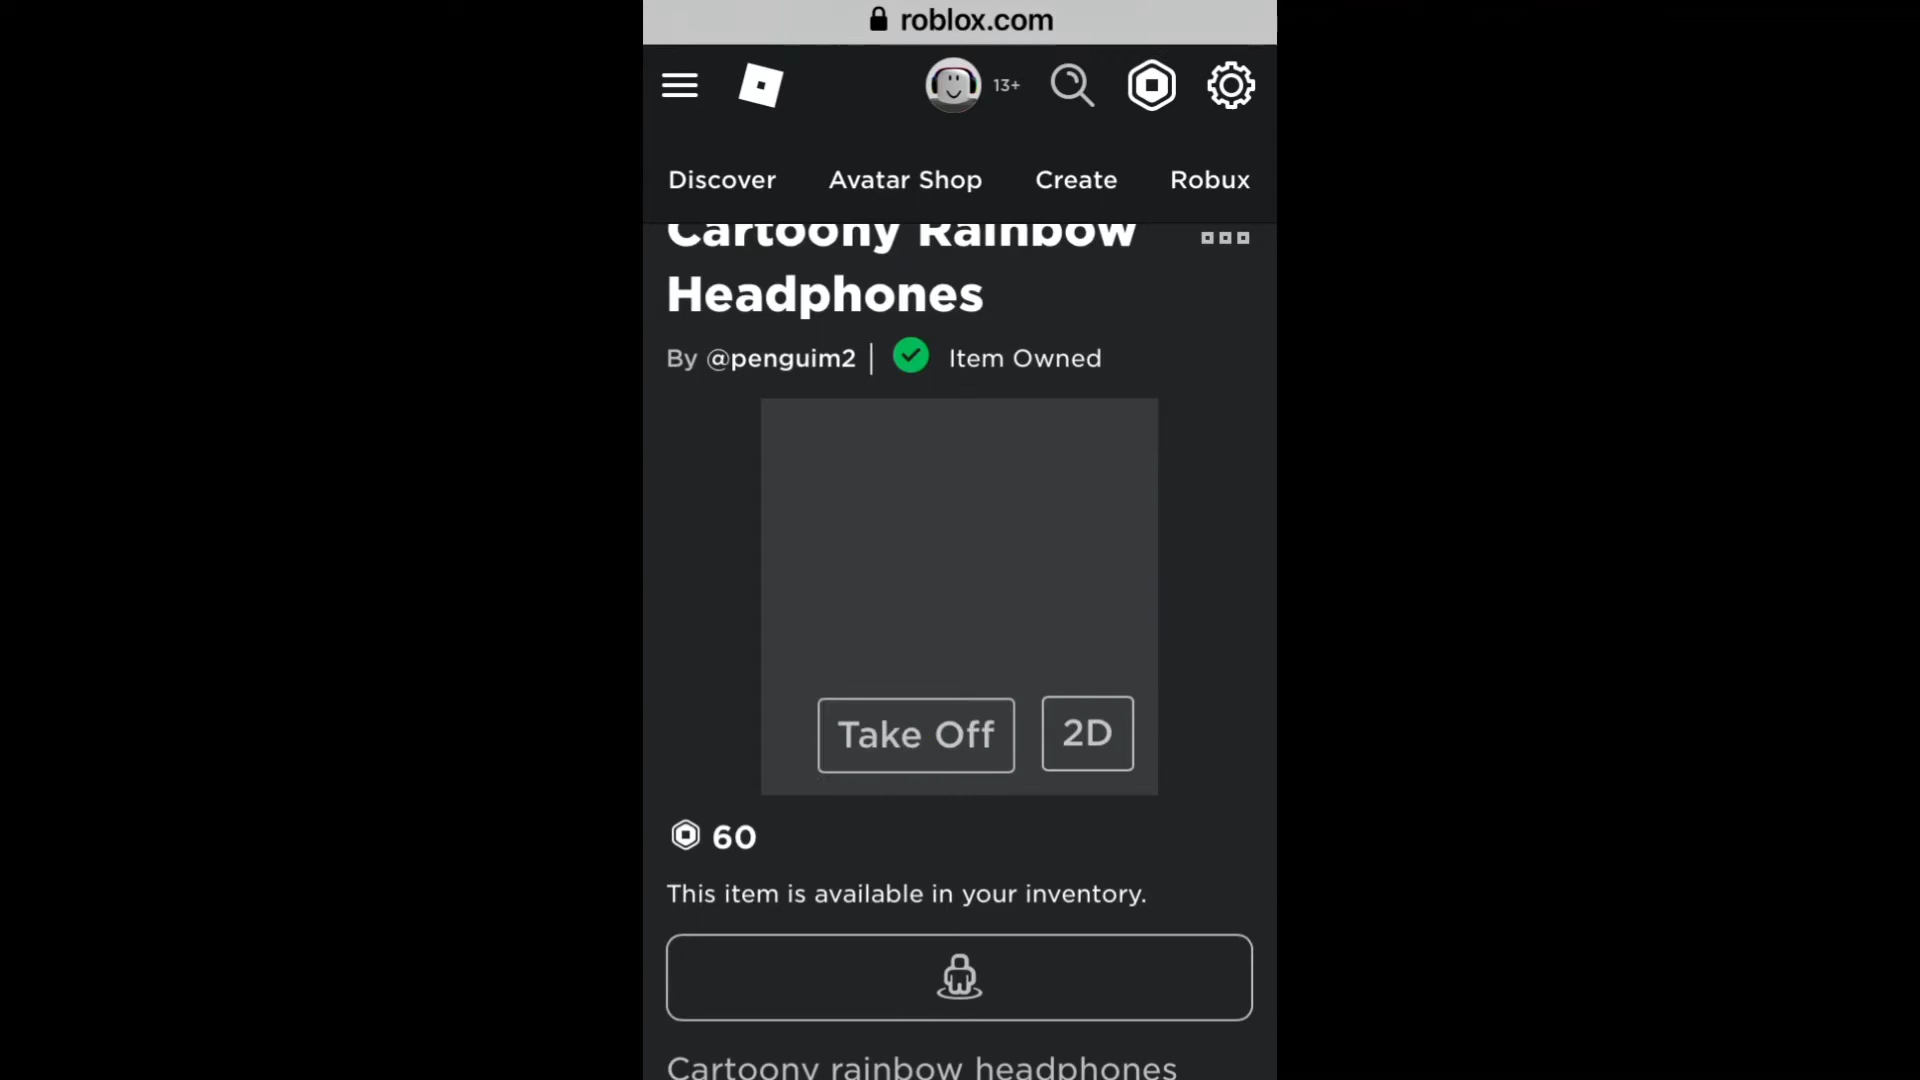 roblox.com
13+
Discover Avatar Shop Create Robux
Cartoony Rainbow
Headphones
By @penguim2 | Item Owned
Take Off 2D
60
This item is available in your inventory.
Cartoony rainbow headphones